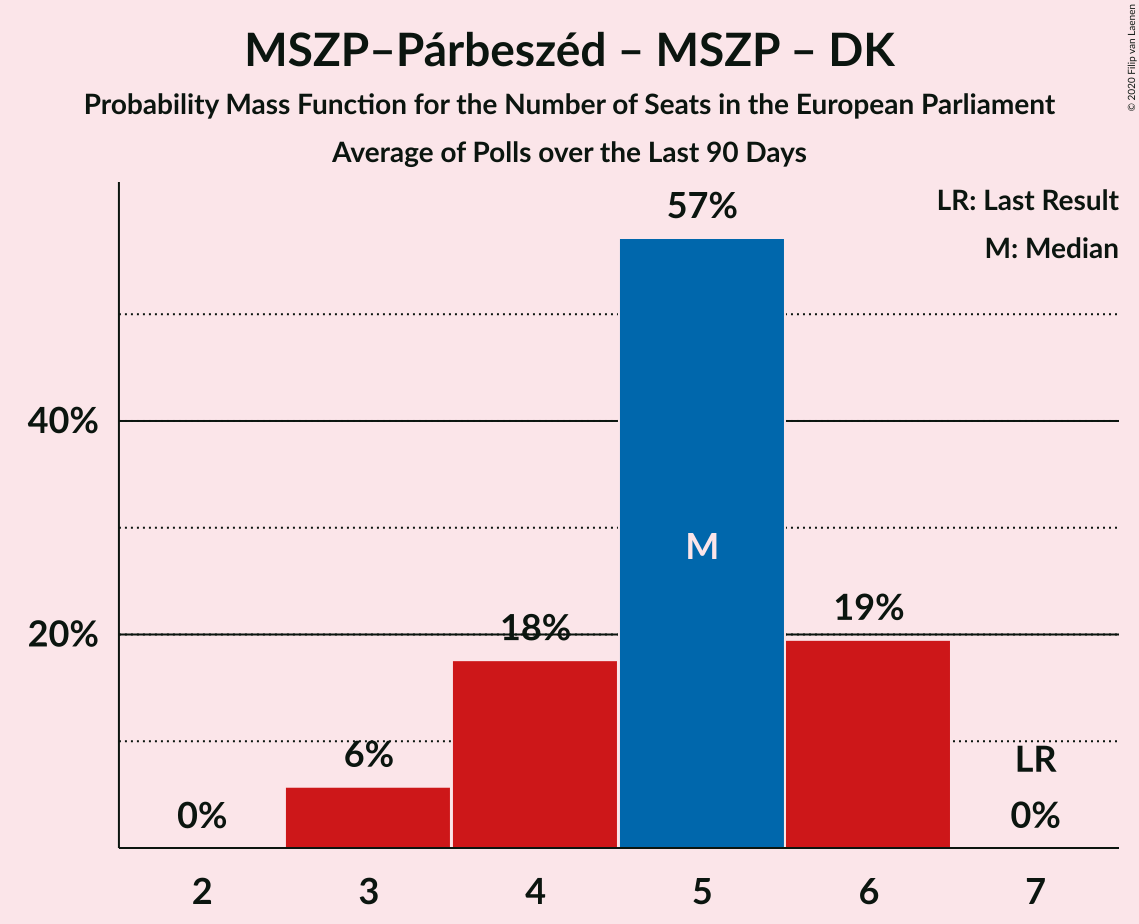 MSZP–Párbeszéd – MSZP – DK
Probability Mass Function for the Number of Seats in the European Parliament
Average of Polls over the Last 90 Days
© 2020 Filip van Laenen
LR: Last Result
M: Median
57%
40%
M
20%
18%
19%
6%
LR
0%
0%
2 3 4 5 6 7